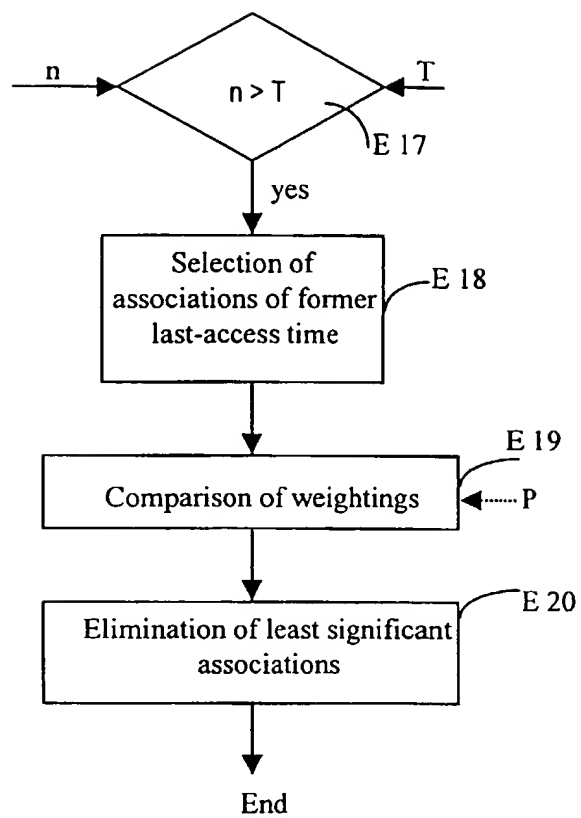 n
n > T
T
E 17
yes
Selection of
associations of former
last-access time
E 18
E 19
Comparison of weightings
P
E 20
Elimination of least significant
associations
End